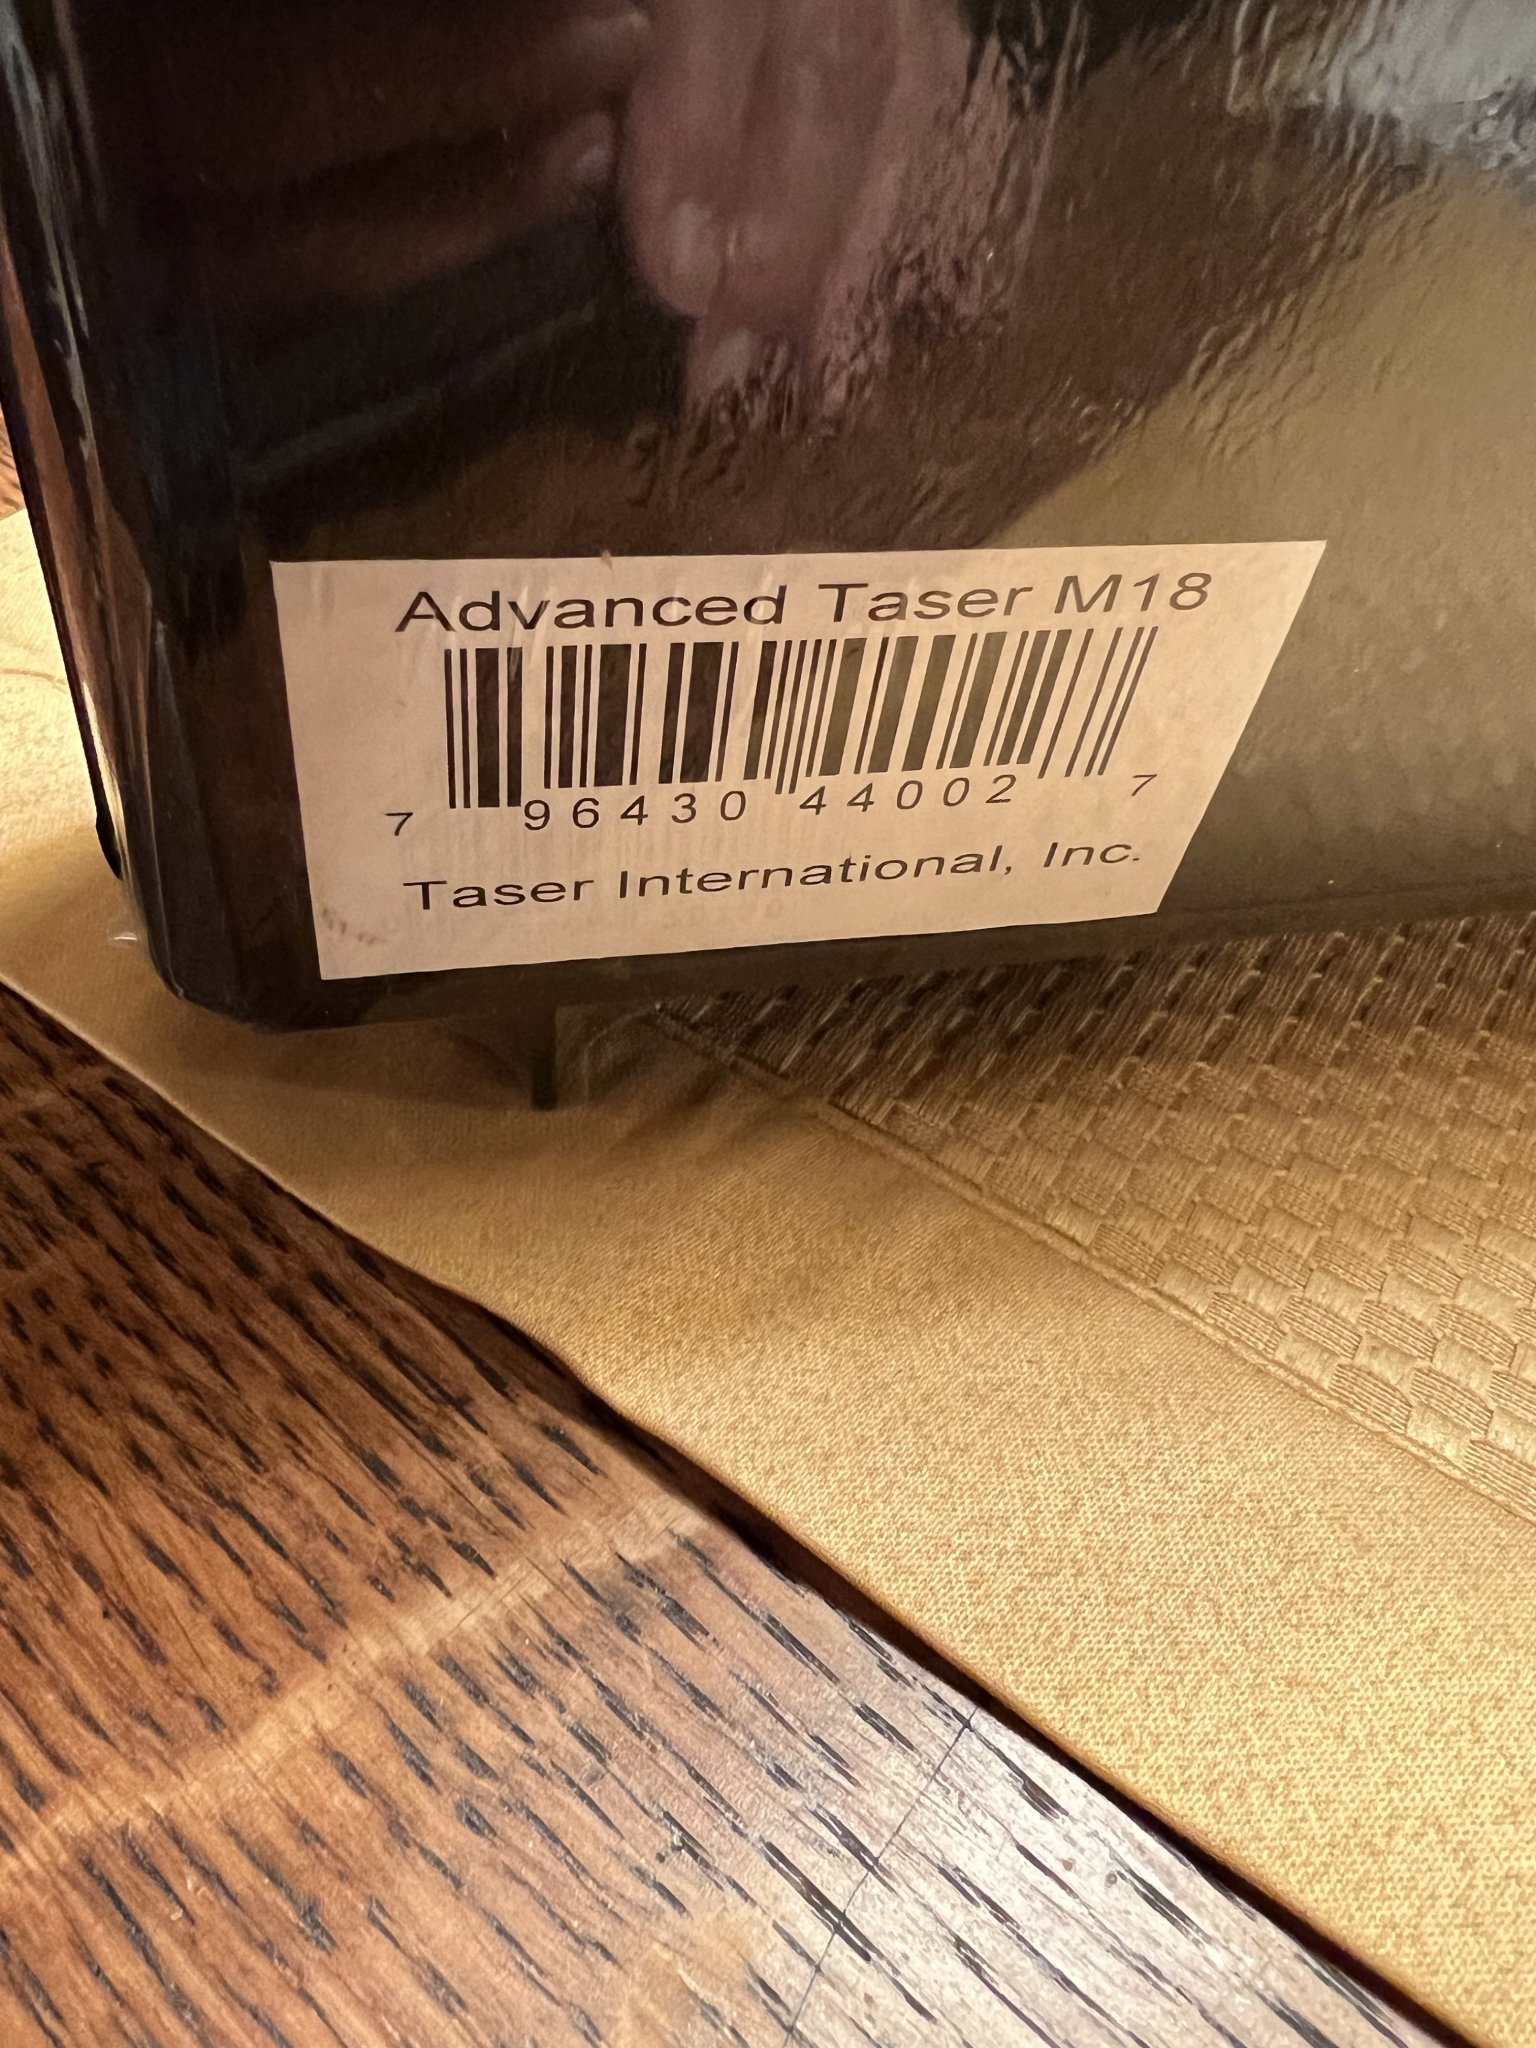 Advanced Taser M18
7 96430 44002 7
Taser International, Inc.